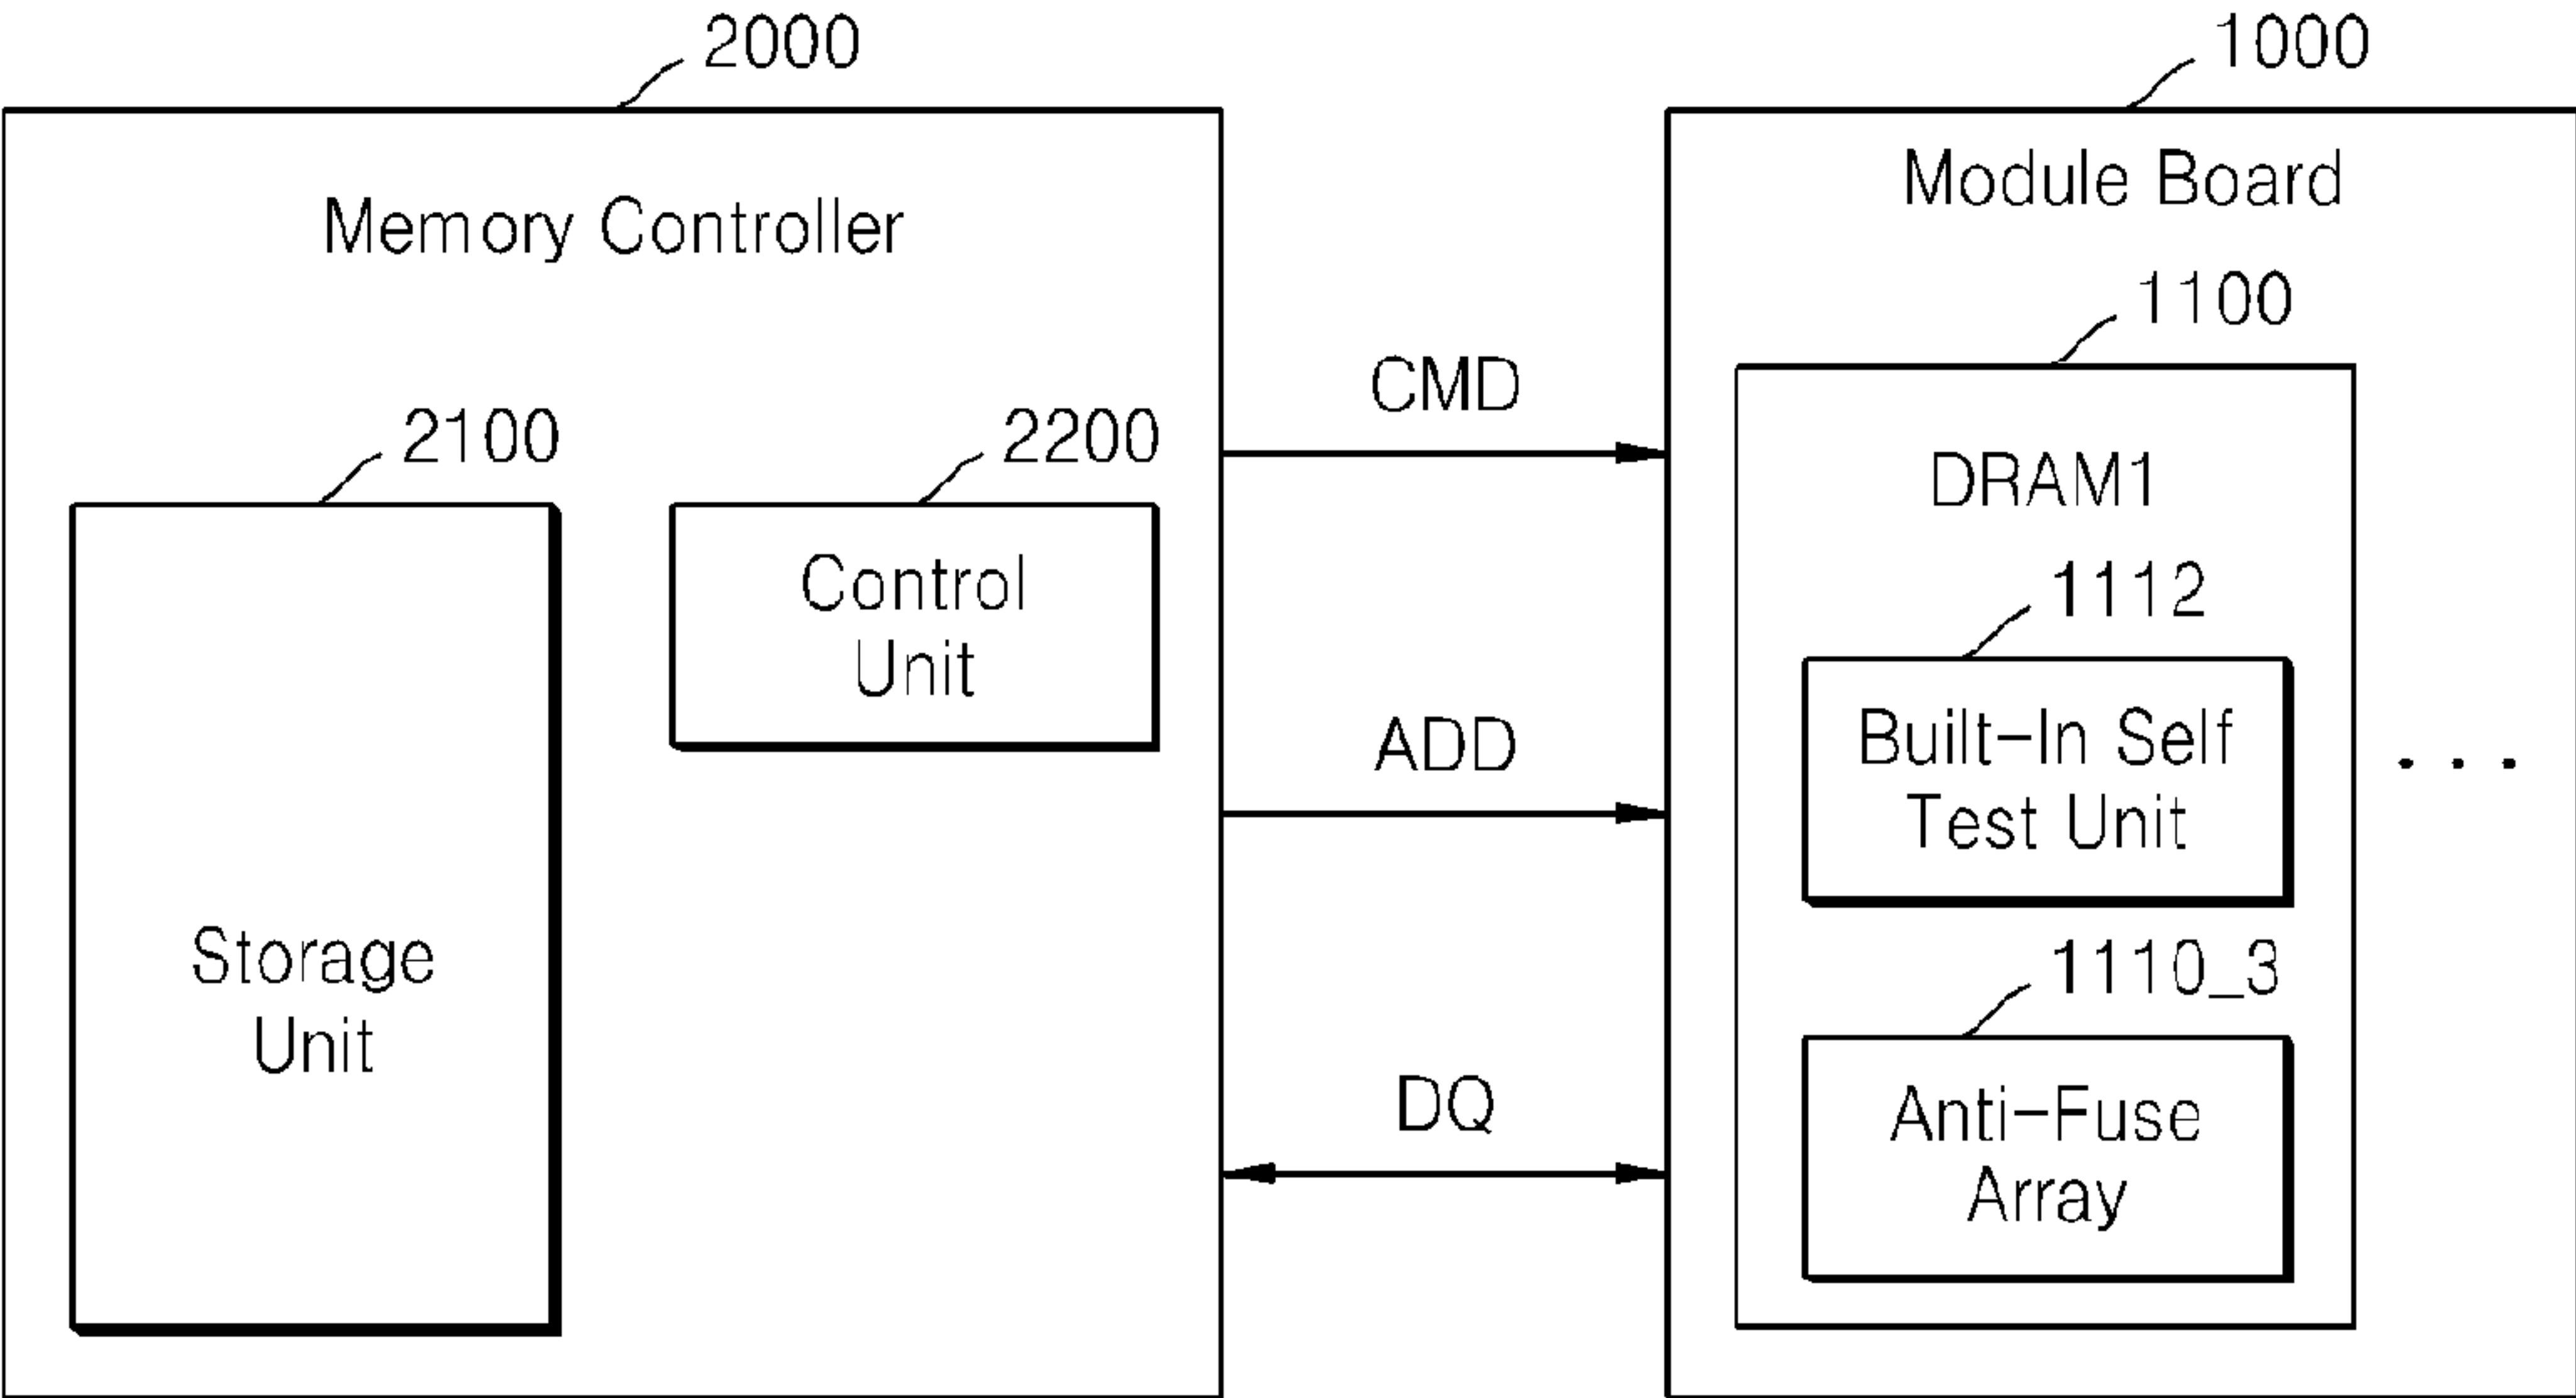 2000
Memory Controller
2100
Storage
Unit
2200
Control
Unit
CMD
ADD
DQ
1000
Module Board
1100
DRAM1
1112
Built-In Self
Test Unit
1110_3
Anti-Fuse
Array
. . .